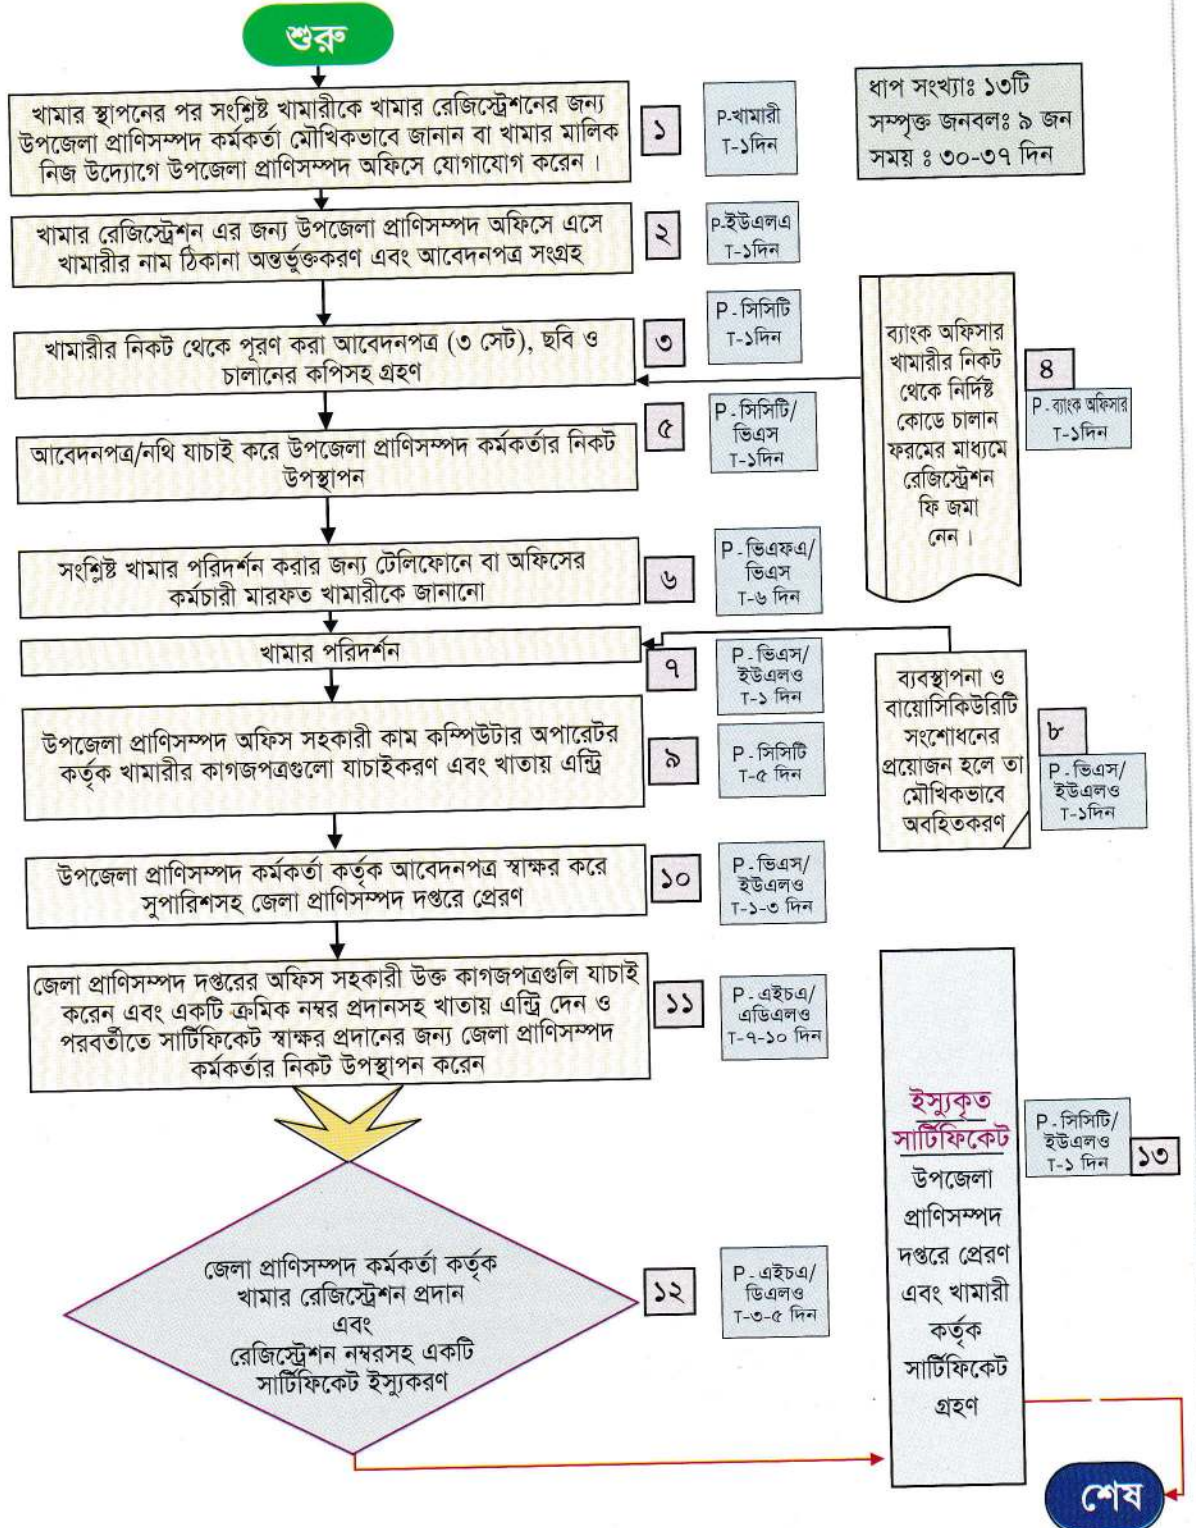 শুরু
খামার স্থাপনের পর সংশ্লিষ্ট খামারীকে খামার রেজিস্ট্রেশনের জন্য
উপজেলা প্রাণিসম্পদ কর্মকর্তা মৌখিকভাবে জানান বা খামার মালিক
নিজ উদ্যোগে উপজেলা প্রাণিসম্পদ অফিসে যোগাযোগ করেন ।
১
P-খামারী
T-১দিন
ধাপ সংখ্যাঃ ১৩টি
সম্পৃক্ত জনবলঃ ৯ জন
সময় ঃ ৩০-৩৭ দিন
খামার রেজিস্ট্রেশন এর জন্য উপজেলা প্রাণিসম্পদ অফিসে এসে
খামারীর নাম ঠিকানা অন্তর্ভুক্তকরণ এবং আবেদনপত্র সংগ্রহ
২
P-ইউএলএ
T-১দিন
খামারীর নিকট থেকে পূরণ করা আবেদনপত্র (৩ সেট), ছবি ও
চালানের কপিসহ গ্রহণ
৩
P - সিসিটি
T-১দিন
ব্যাংক অফিসার
খামারীর নিকট
থেকে নির্দিষ্ট
কোডে চালান
ফরমের মাধ্যমে
রেজিস্ট্রেশন
ফি জমা
নেন ।
৪
P - ব্যাংক অফিসার
T-১দিন
আবেদনপত্র/নথি যাচাই করে উপজেলা প্রাণিসম্পদ কর্মকর্তার নিকট
উপস্থাপন
৫
P - সিসিটি/
ভিএস
T-১দিন
সংশ্লিষ্ট খামার পরিদর্শন করার জন্য টেলিফোনে বা অফিসের
কর্মচারী মারফত খামারীকে জানানো
৬
P - ভিএফএ/
ভিএস
T-৬ দিন
খামার পরিদর্শন
৭
P - ভিএস/
ইউএলও
T-১ দিন
ব্যবস্থাপনা ও
বায়োসিকিউরিটি
সংশোধনের
প্রয়োজন হলে তা
মৌখিকভাবে
অবহিতকরণ
৮
P - ভিএস/
ইউএলও
T-১দিন
উপজেলা প্রাণিসম্পদ অফিস সহকারী কাম কম্পিউটার অপারেটর
কর্তৃক খামারীর কাগজপত্রগুলো যাচাইকরণ এবং খাতায় এন্ট্রি
৯
P - সিসিটি
T-৫ দিন
উপজেলা প্রাণিসম্পদ কর্মকর্তা কর্তৃক আবেদনপত্র স্বাক্ষর করে
সুপারিশসহ জেলা প্রাণিসম্পদ দপ্তরে প্রেরণ
১০
P - ভিএস/
ইউএলও
T-১-৩ দিন
জেলা প্রাণিসম্পদ দপ্তরের অফিস সহকারী উক্ত কাগজপত্রগুলি যাচাই
করেন এবং একটি ক্রমিক নম্বর প্রদানসহ খাতায় এন্ট্রি দেন ও
পরবর্তীতে সার্টিফিকেট স্বাক্ষর প্রদানের জন্য জেলা প্রাণিসম্পদ
কর্মকর্তার নিকট উপস্থাপন করেন
১১
P - এইচএ/
এডিএলও
T-৭-১০ দিন
জেলা প্রাণিসম্পদ কর্মকর্তা কর্তৃক
খামার রেজিস্ট্রেশন প্রদান
এবং
রেজিস্ট্রেশন নম্বরসহ একটি
সার্টিফিকেট ইস্যুকরণ
১২
P - এইচএ/
ডিএলও
T-৩-৫ দিন
ইস্যুকৃত
সার্টিফিকেট
উপজেলা
প্রাণিসম্পদ
দপ্তরে প্রেরণ
এবং খামারী
কর্তৃক
সার্টিফিকেট
গ্রহণ
P - সিসিটি/
ইউএলও
T-১ দিন
১৩
শেষ